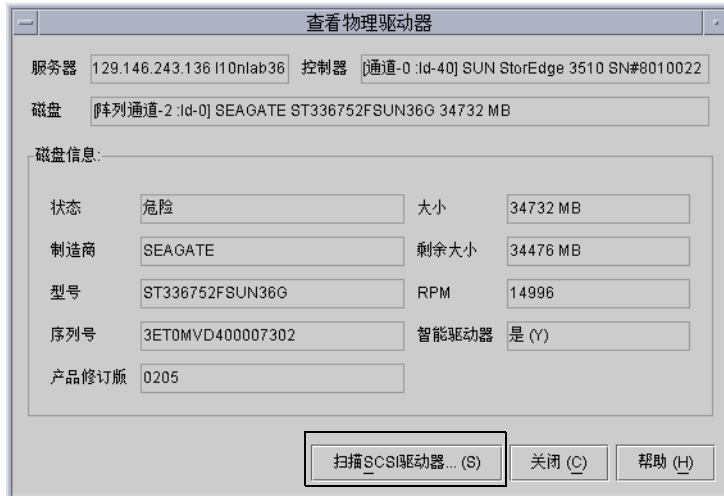 查看物理驱动器
服务器 129.146.243.136 l10nlab36 控制器 [通道-0 :Id-40] SUN StorEdge 3510 SN#8010022
磁盘 [阵列通道-2 :Id-0] SEAGATE ST336752FSUN36G 34732 MB
磁盘信息:
状态 危险 大小 34732 MB
制造商 SEAGATE 剩余大小 34476 MB
型号 ST336752FSUN36G RPM 14996
序列号 3ET0MVD400007302 智能驱动器 是 (Y)
产品修订版 0205
扫描SCSI驱动器... (S) 关闭 (C) 帮助 (H)